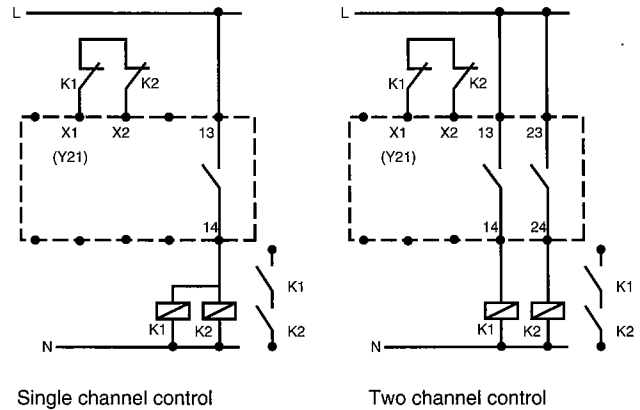 L
K1 K2
X1 X2 13
(Y21)
14
K1 K2
K1
K2
N
Single channel control
L
K1 K2
X1 X2 13 23
(Y21)
14 24
K1 K2
K1
K2
N
Two channel control